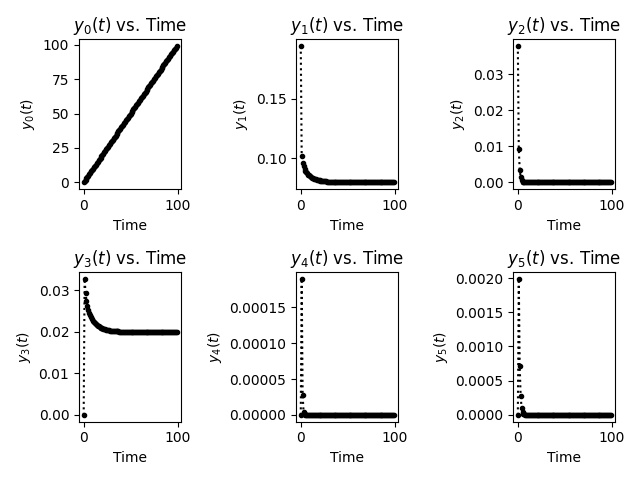 y₀(t) vs. Time
y₁(t) vs. Time
y₂(t) vs. Time
100
75
50
25
0
y₀(t)
0 100
Time
0.15
0.10
y₁(t)
0 100
Time
0.03
0.02
0.01
0.00
y₂(t)
0 100
Time
y₃(t) vs. Time
y₄(t) vs. Time
y₅(t) vs. Time
0.03
0.02
0.01
0.00
y₃(t)
0 100
Time
0.00015
0.00010
0.00005
0.00000
y₄(t)
0 100
Time
0.0020
0.0015
0.0010
0.0005
0.0000
y₅(t)
0 100
Time